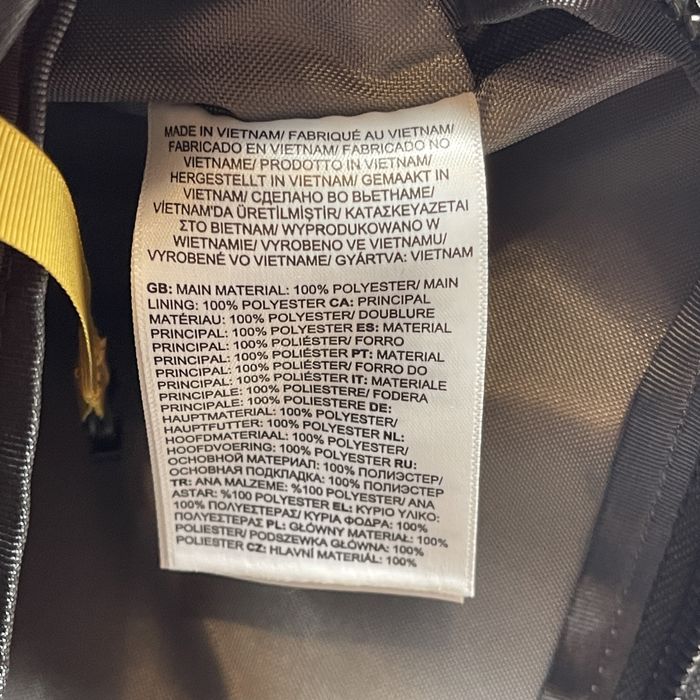 MADE IN VIETNAM/ FABRIQUÉ AU VIETNAM/
FABRICADO EN VIETNAM/ FABRICADO NO
VIETNAME/ PRODOTTO IN VIETNAM/
HERGESTELLT IN VIETNAM/ GEMAAKT IN
VIETNAM/ СДЕЛАНО ВО ВЬЕТНАМЕ/
VİETNAM'DA ÜRETİLMİŞTİR/ ΚΑΤΑΣΚΕΥΑΖΕΤΑΙ
ΣΤΟ ΒΙΕΤΝΑΜ/ WYPRODUKOWANO W
WIETNAMIE/ VYROBENO VE VIETNAMU/
VYROBENÉ VO VIETNAME/ GYÁRTVA: VIETNAM
GB: MAIN MATERIAL: 100% POLYESTER/ MAIN
LINING: 100% POLYESTER CA: PRINCIPAL
MATÉRIAU: 100% POLYESTER/ DOUBLURE
PRINCIPAL: 100% POLYESTER ES: MATERIAL
PRINCIPAL: 100% POLIÉSTER/ FORRO
PRINCIPAL: 100% POLIÉSTER PT: MATERIAL
PRINCIPAL: 100% POLIÉSTER/ FORRO DO
PRINCIPAL: 100% POLIÉSTER IT: MATERIALE
PRINCIPALE: 100% POLIESTERE/ FODERA
PRINCIPALE: 100% POLIESTERE DE:
HAUPTMATERIAL: 100% POLYESTER/
HAUPTFUTTER: 100% POLYESTER NL:
HOOFDMATERIAAL: 100% POLYESTER/
HOOFDVOERING: 100% POLYESTER RU:
ОСНОВНОЙ МАТЕРИАЛ: 100% ПОЛИЭСТЕР/
ОСНОВНАЯ ПОДКЛАДКА: 100% ПОЛИЭСТЕР
TR: ANA MALZEME: %100 POLYESTER/ ANA
ASTAR: %100 POLYESTER EL: ΚΥΡΙΟ ΥΛΙΚΟ:
100% ΠΟΛΥΕΣΤΕΡΑΣ/ ΚΥΡΙΑ ΦΟΔΡΑ: 100%
ΠΟΛΥΕΣΤΕΡΑΣ PL: GŁÓWNY MATERIAŁ: 100%
POLIESTER/ PODSZEWKA GŁÓWNA: 100%
POLIESTER CZ: HLAVNÍ MATERIÁL: 100%